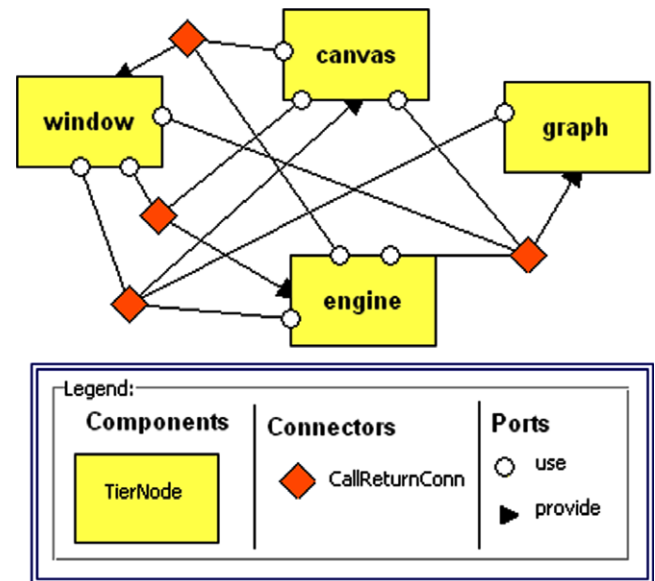 canvas
window
graph
engine
Legend:
Components
Connectors
Ports
TierNode
CallReturnConn
use
provide